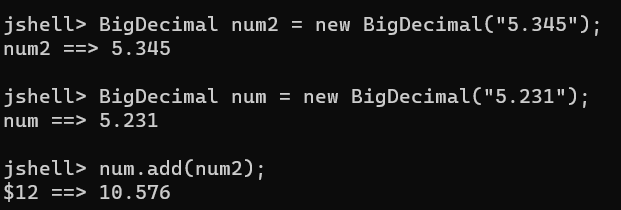 jshell> BigDecimal num2 = new BigDecimal("5.345");
num2 ==> 5.345
jshell> BigDecimal num = new BigDecimal("5.231");
num ==> 5.231
jshell> num.add(num2);
$12 ==> 10.576